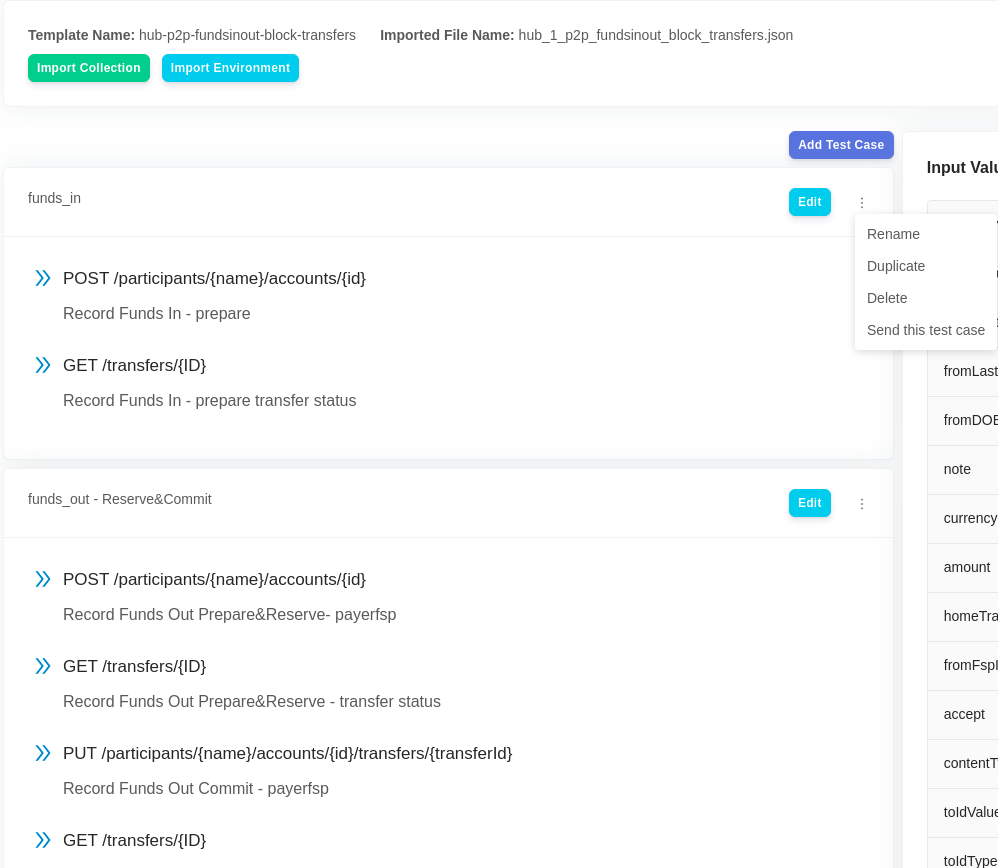 Template Name: hub-p2p-fundsinout-block-transfers Imported File Name: hub_1_p2p_fundsinout_block_transfers.json
Import Collection Import Environment
Add Test Case
funds_in
Edit
Rename
Duplicate
Delete
Send this test case
POST /participants/{name}/accounts/{id}
Record Funds In - prepare
GET /transfers/{ID}
Record Funds In - prepare transfer status
funds_out - Reserve&Commit
Edit
POST /participants/{name}/accounts/{id}
Record Funds Out Prepare&Reserve- payerfsp
GET /transfers/{ID}
Record Funds Out Prepare&Reserve - transfer status
PUT /participants/{name}/accounts/{id}/transfers/{transferId}
Record Funds Out Commit - payerfsp
GET /transfers/{ID}
Input Valu
fromLast
fromDOB
note
currency
amount
homeTra
fromFspI
accept
contentT
toIdValue
toIdType